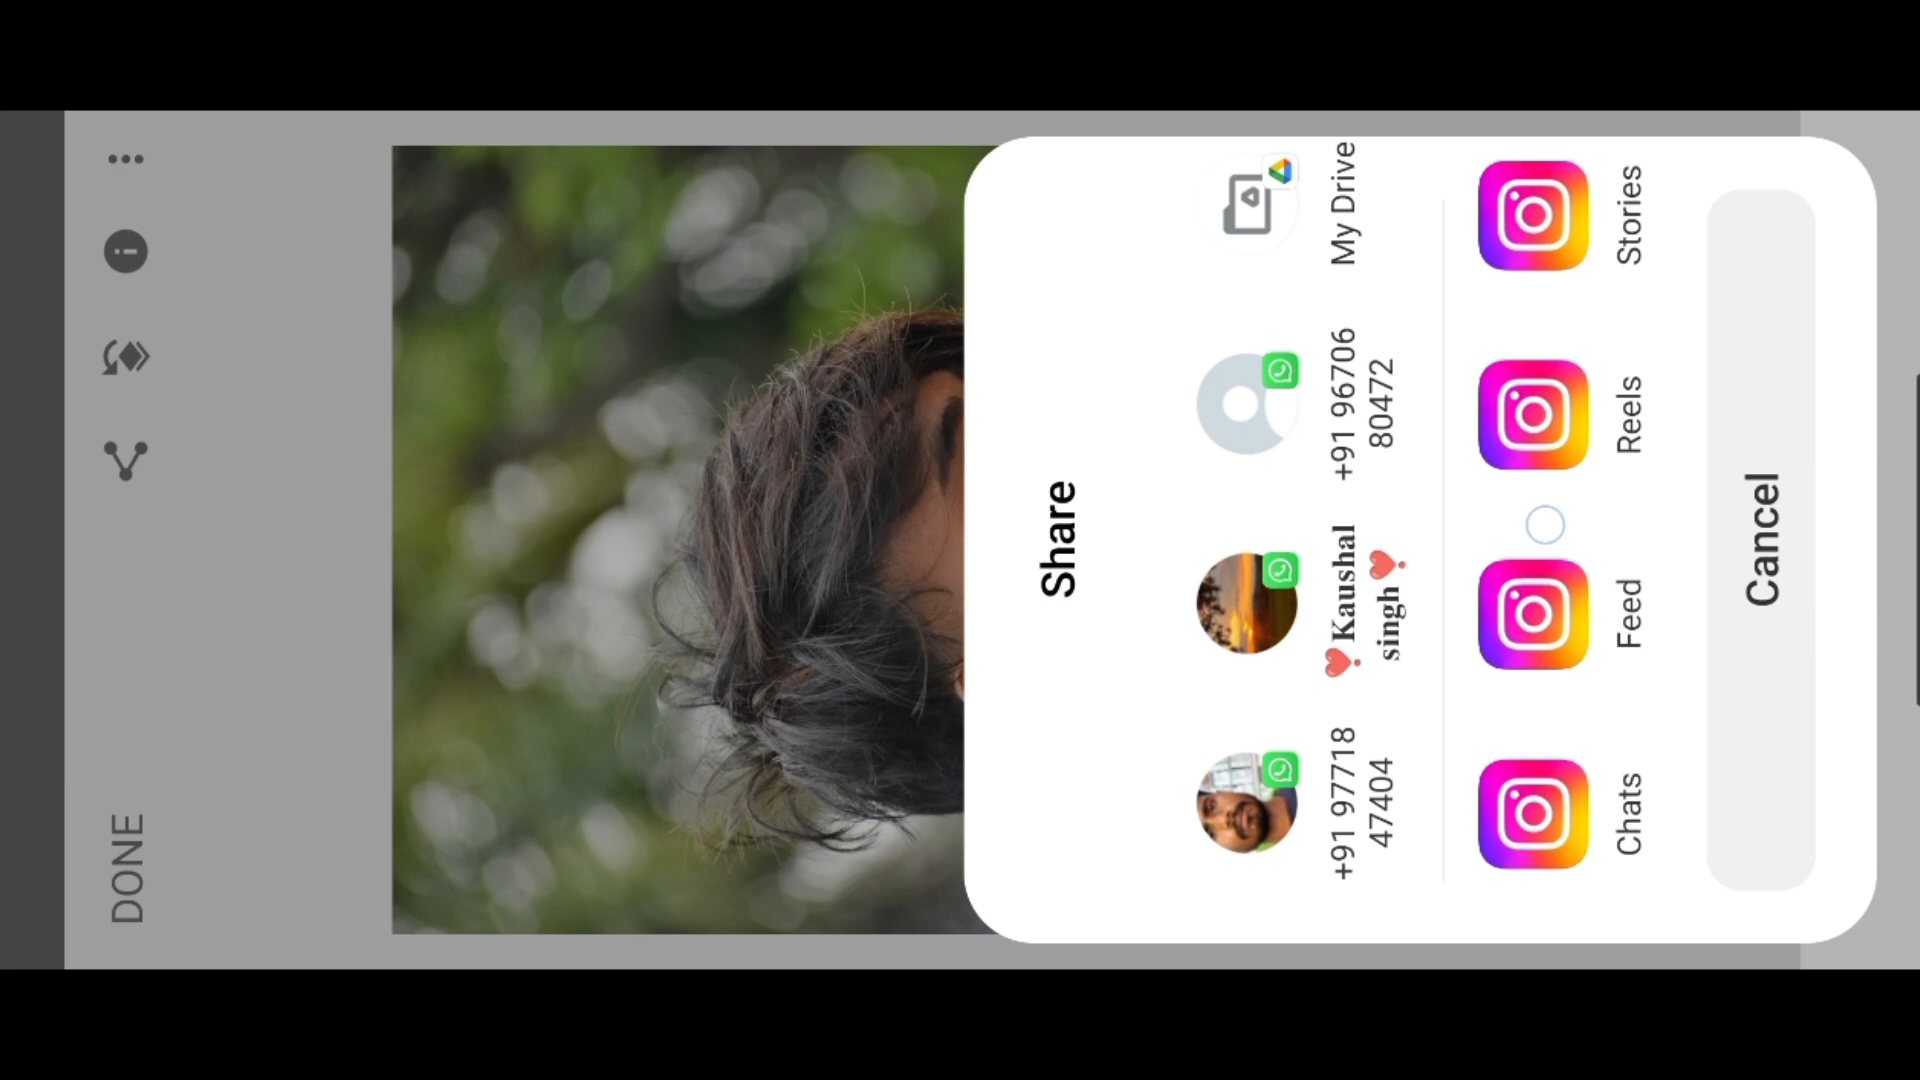 DONE
Share
+91 97718
47404
❣Kaushal
singh❣
+91 96706
80472
My Drive
Chats
Feed
Reels
Stories
Cancel